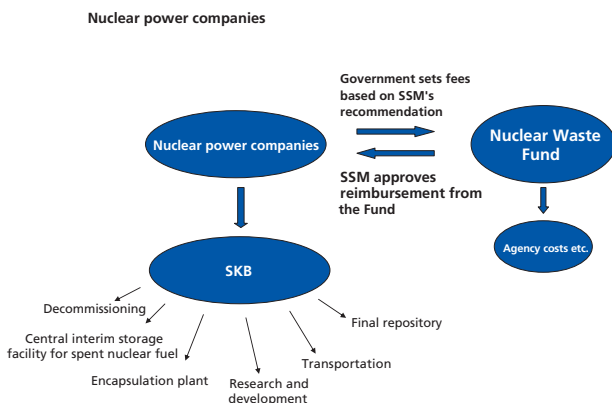 Nuclear power companies
Government sets fees
based on SSM's
recommendation
Nuclear power companies
Nuclear Waste
Fund
SSM approves
reimbursement from
the Fund
Agency costs etc.
SKB
Decommissioning
Final repository
Central interim storage
facility for spent nuclear fuel
Transportation
Encapsulation plant
Research and
development